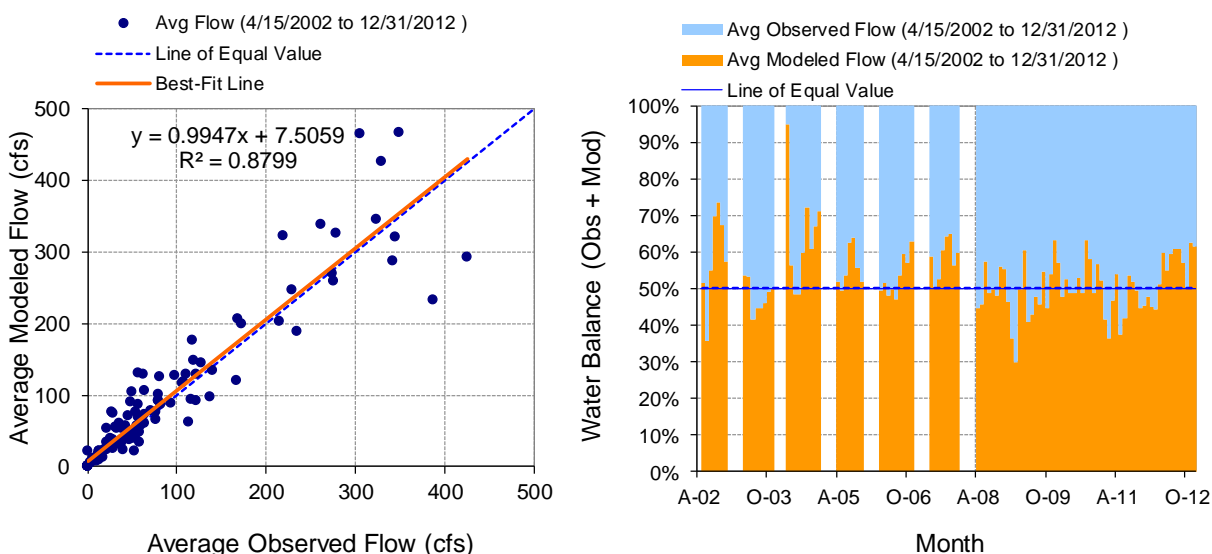 Avg Flow (4/15/2002 to 12/31/2012 )
Line of Equal Value
Best-Fit Line
Average Modeled Flow (cfs)
500
400
300
200
100
0
y = 0.9947x + 7.5059
R² = 0.8799
0 100 200 300 400 500
Average Observed Flow (cfs)
Avg Observed Flow (4/15/2002 to 12/31/2012 )
Avg Modeled Flow (4/15/2002 to 12/31/2012 )
Line of Equal Value
Water Balance (Obs + Mod)
100%
90%
80%
70%
60%
50%
40%
30%
20%
10%
0%
A-02 O-03 A-05 O-06 A-08 O-09 A-11 O-12
Month